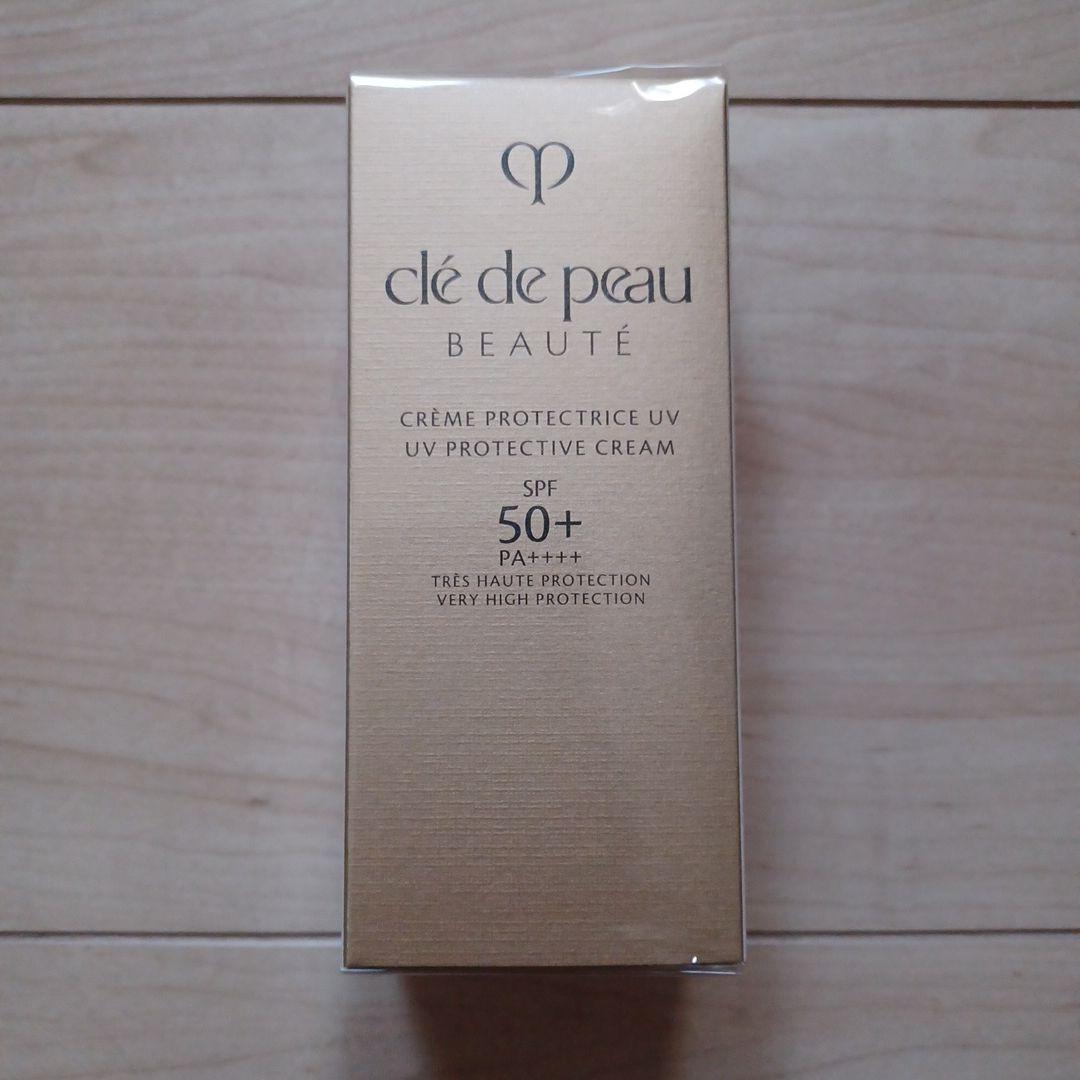 clé de peau
BEAUTÉ
CRÈME PROTECTRICE UV
UV PROTECTIVE CREAM
SPF
50+
PA++++
TRÈS HAUTE PROTECTION
VERY HIGH PROTECTION